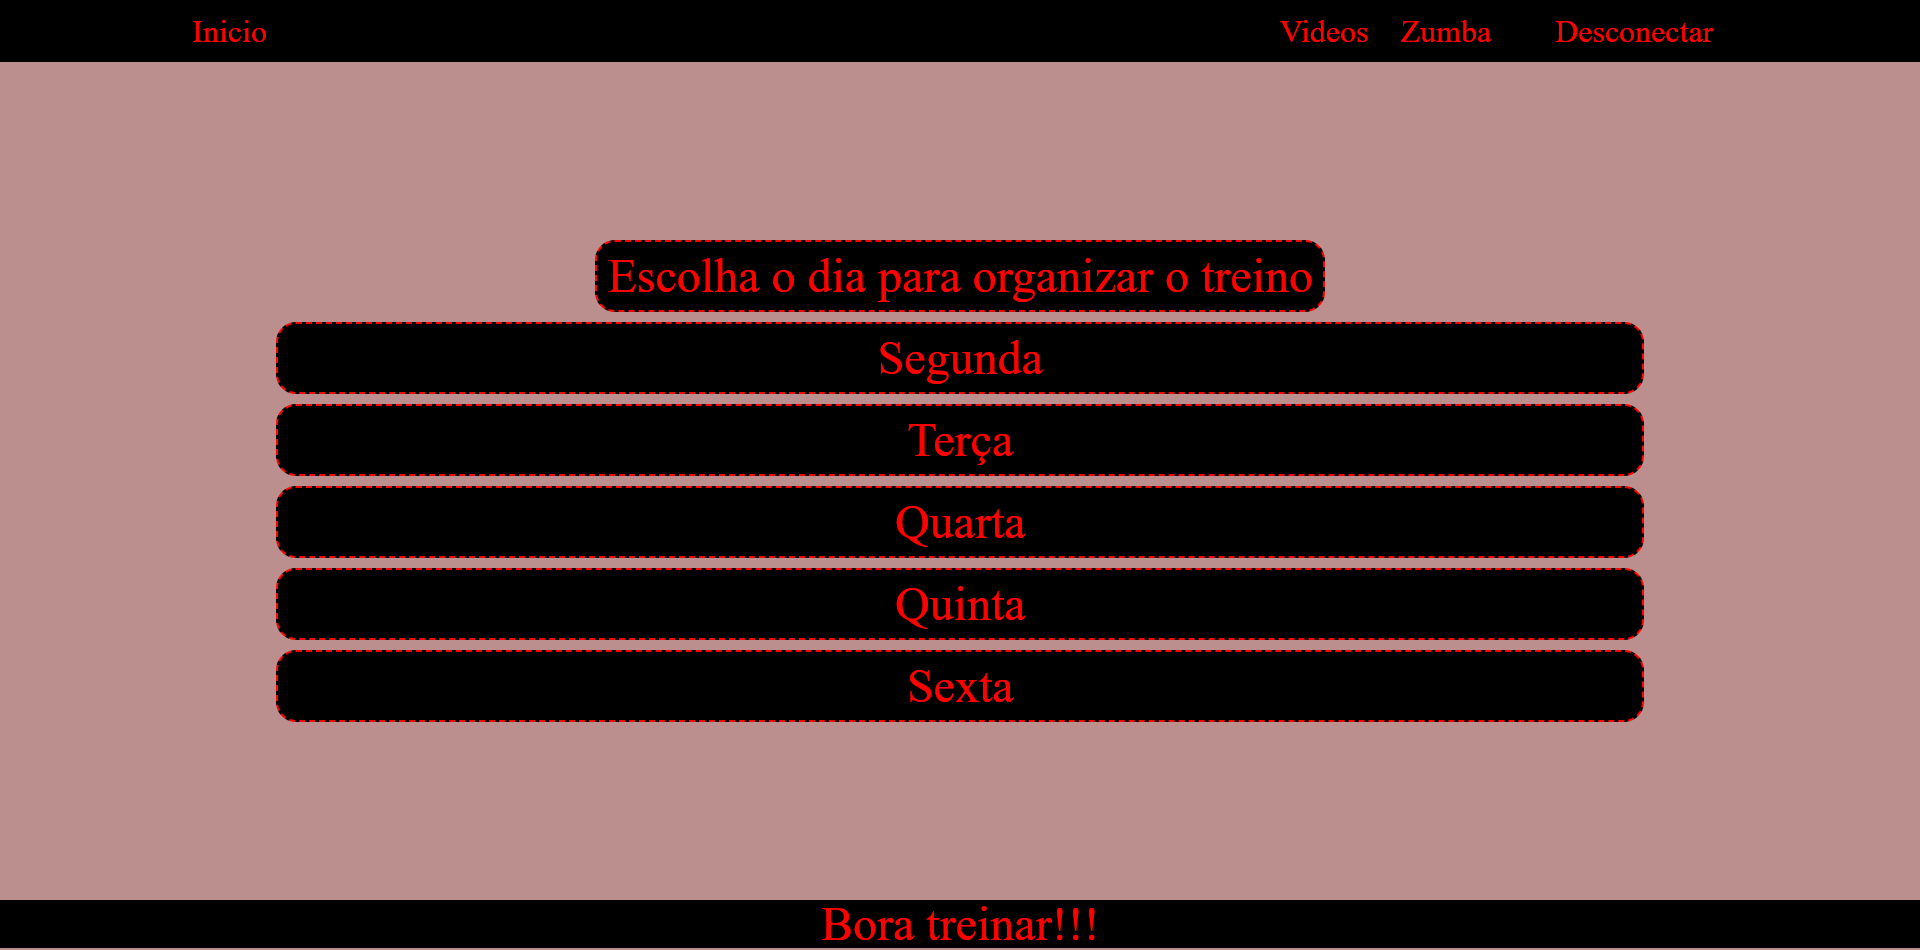 Inicio Videos Zumba Desconectar
Escolha o dia para organizar o treino
Segunda
Terça
Quarta
Quinta
Sexta
Bora treinar!!!